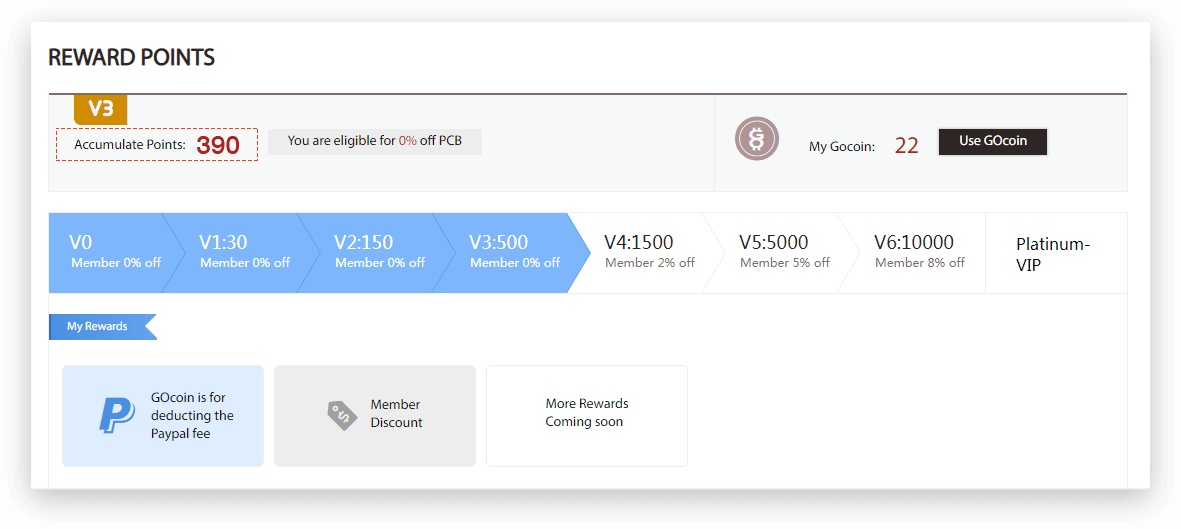 REWARD POINTS
V3
Accumulate Points: 390
You are eligible for 0% off PCB
My Gocoin: 22
Use GOcoin
V0
Member 0% off
V1:30
Member 0% off
V2:150
Member 0% off
V3:500
Member 0% off
V4:1500
Member 2% off
V5:5000
Member 5% off
V6:10000
Member 8% off
Platinum-
VIP
My Rewards
GOcoin is for
deducting the
Paypal fee
Member
Discount
More Rewards
Coming soon